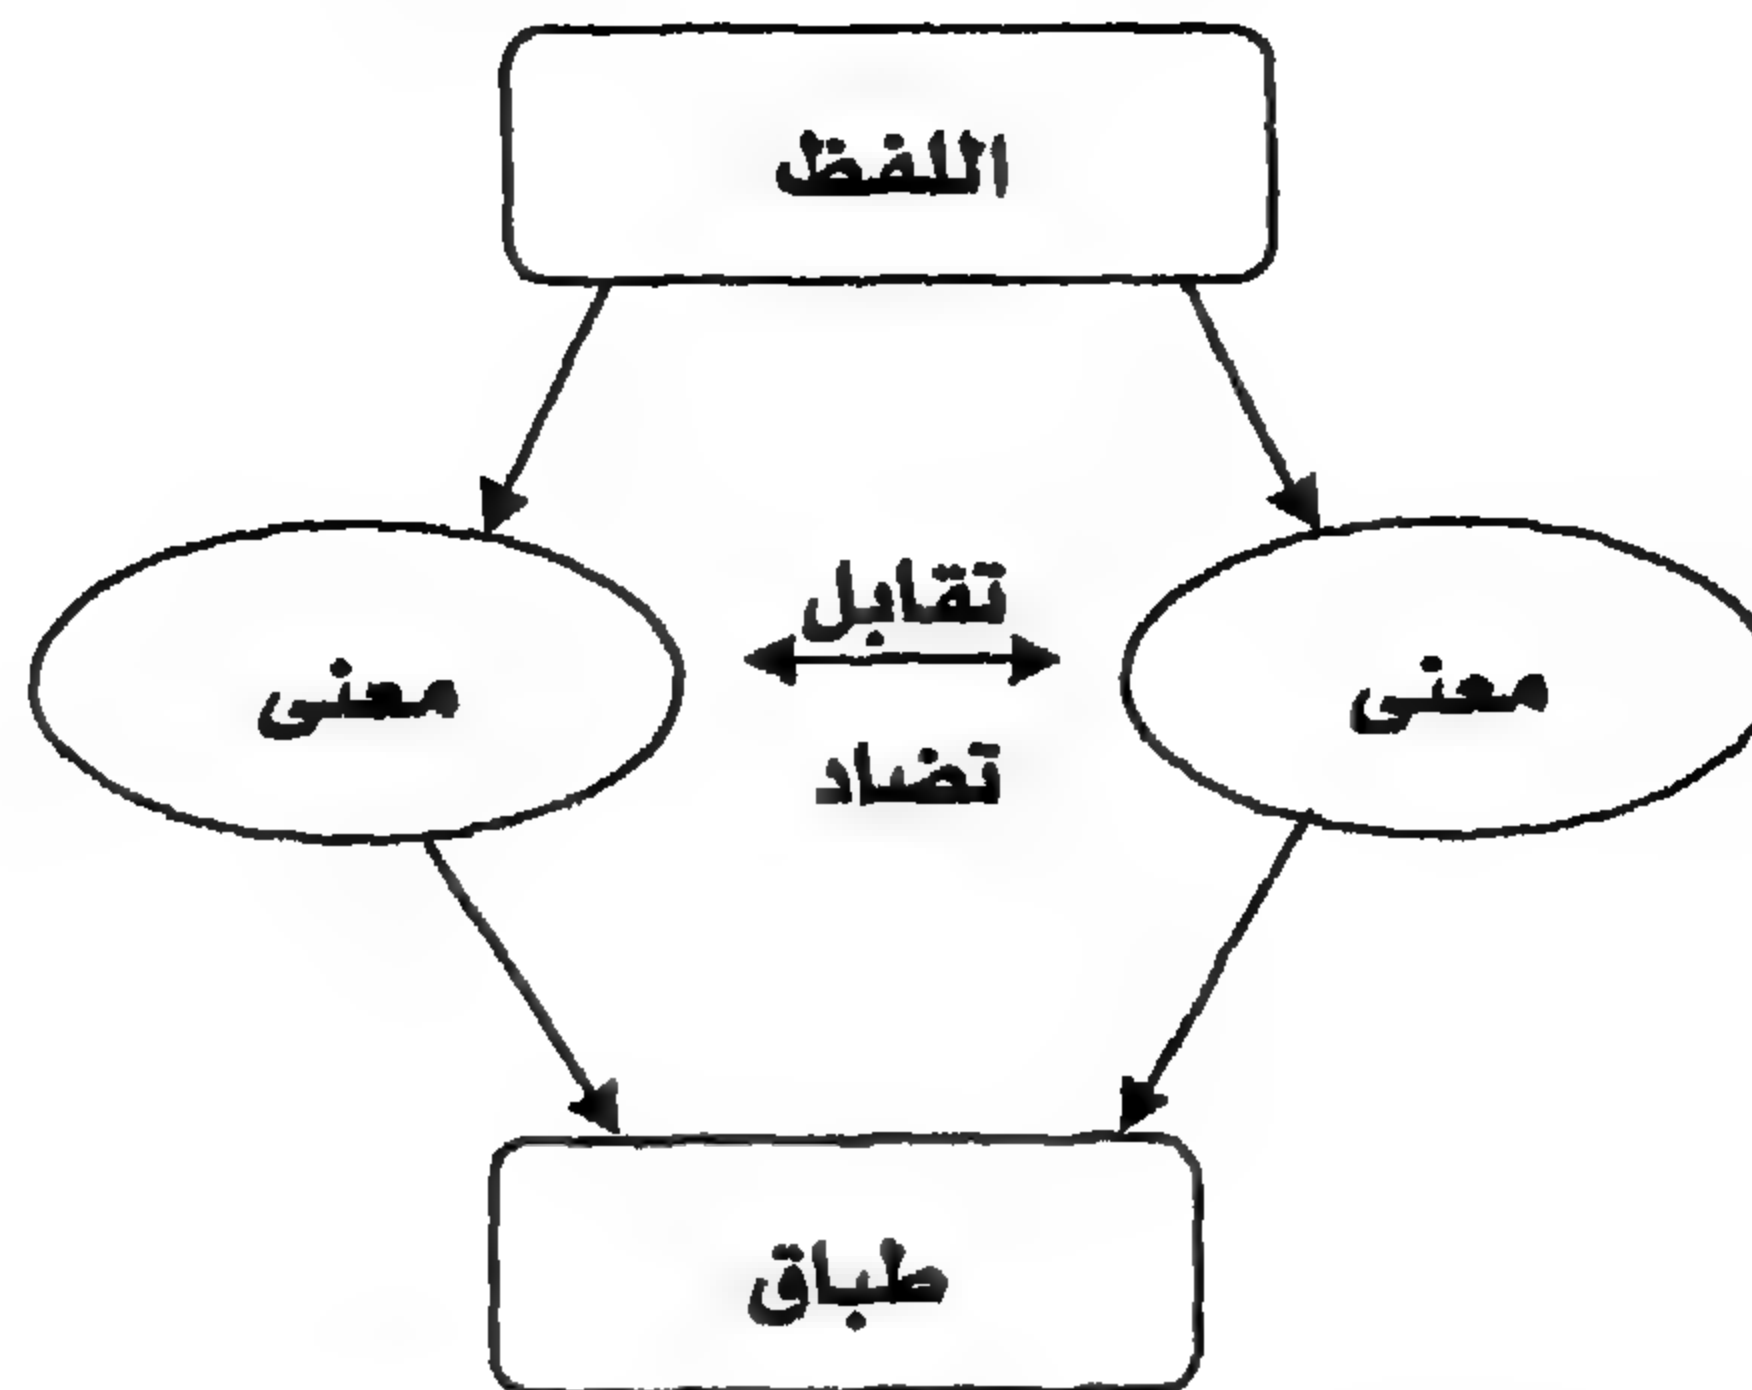 اللفظ
تقابل
معنى
معنى
تضاد
طباق